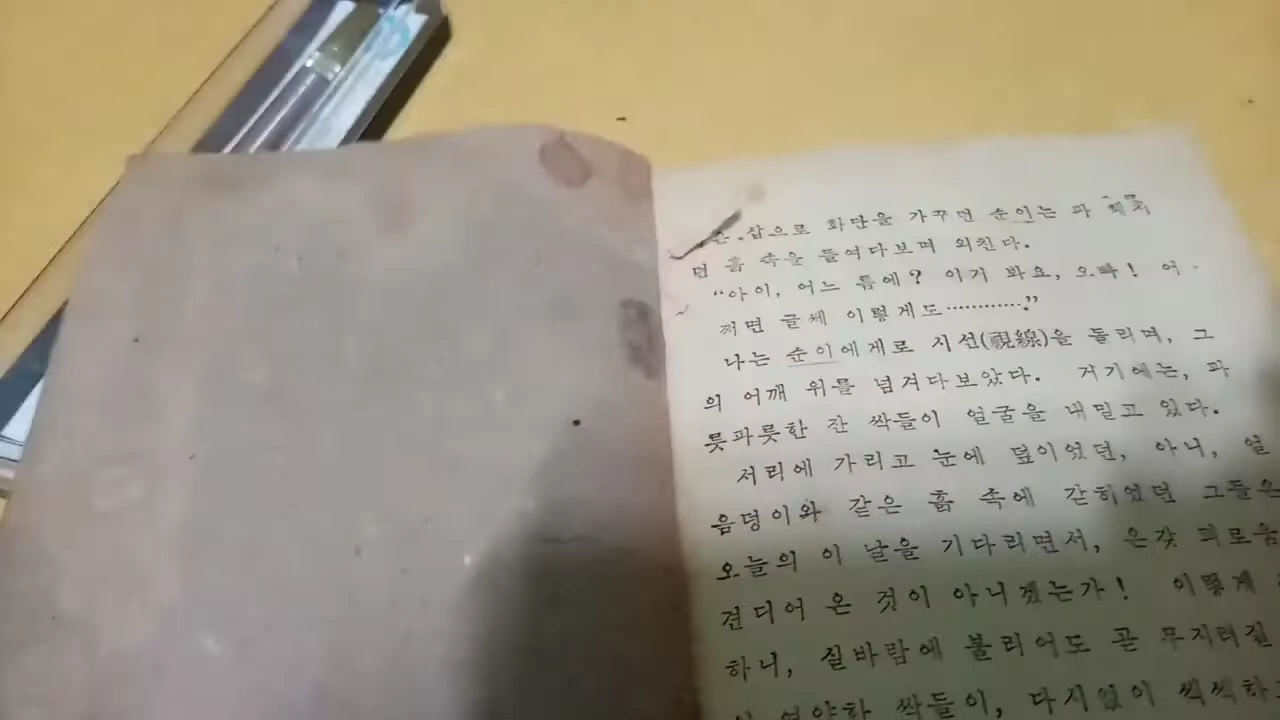 은 삽으로 화단을 가꾸던 순이는 파 헤치
던 흙 속을 들여다보며 외친다.
“아이, 어느 틈에? 이거 봐요, 오빠! 어
쩌면 글쎄 이렇게도…………”
나는 순이에게로 시선(視線)을 돌리며, 그
의 어깨 위를 넘겨다보았다. 거기에는, 파
릇파릇한 잔 싹들이 얼굴을 내밀고 있다.
서리에 가리고 눈에 덮이었던, 아니, 얼
음덩이와 같은 흙 속에 갇히었던 그들은
오늘의 이 날을 기다리면서, 온갖 괴로움
견디어 온 것이 아니겠는가! 이렇게
하니, 실바람에 불리어도 곧 무지러질
싹들이, 다시없이 씩씩하